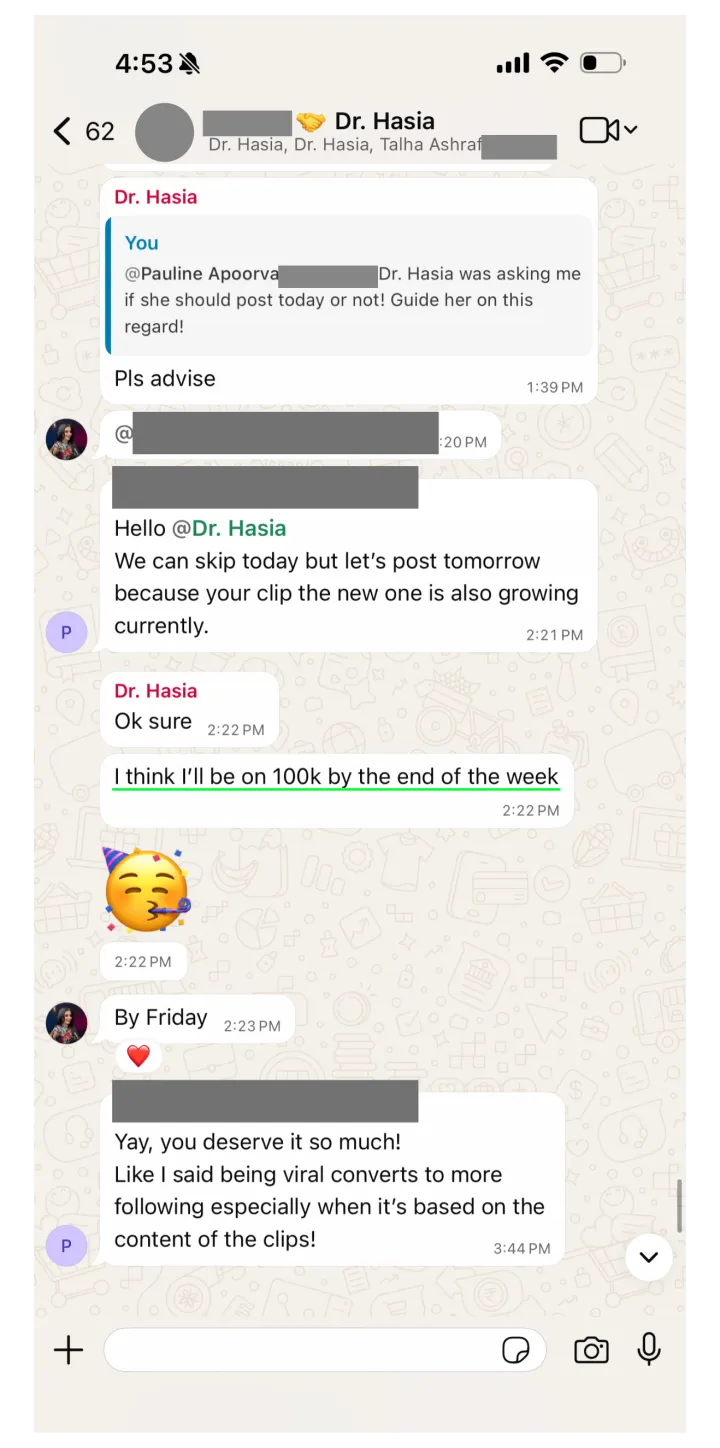 4:53
62
🤝 Dr. Hasia
Dr. Hasia, Dr. Hasia, Talha Ashraf
Dr. Hasia
You
@Pauline Apoorva Dr. Hasia was asking me
if she should post today or not! Guide her on this
regard!
Pls advise
1:39 PM
@
:20 PM
Hello @Dr. Hasia
We can skip today but let’s post tomorrow
because your clip the new one is also growing
currently.
2:21 PM
P
Dr. Hasia
Ok sure 2:22 PM
I think I’ll be on 100k by the end of the week
2:22 PM
2:22 PM
By Friday 2:23 PM
Yay, you deserve it so much!
Like I said being viral converts to more
following especially when it’s based on the
content of the clips!
P
3:44 PM